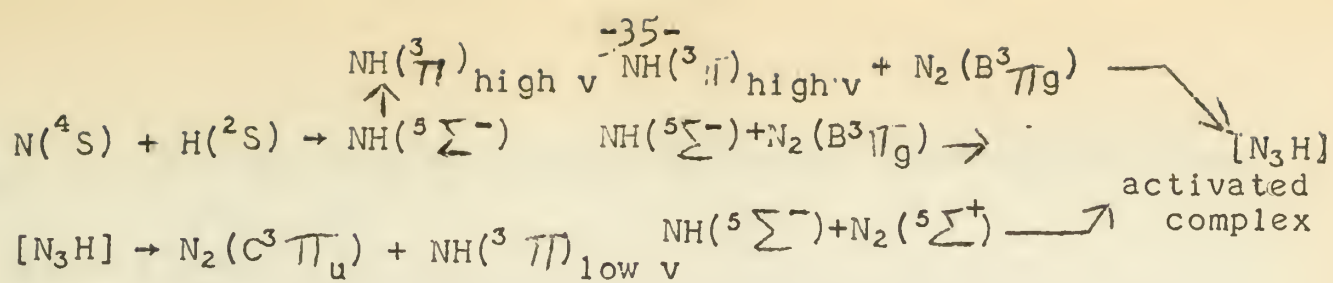 -35-
NH(³π)high v NH(³π)high v + N₂(B³πg)
↑
N(⁴S) + H(²S) → NH(⁵Σ⁻) NH(⁵Σ⁻)+N₂(B³πg) → [N₃H]
activated
complex
[N₃H] → N₂(C³πu) + NH(³π)low v NH(⁵Σ⁻)+N₂(⁵Σ⁺)